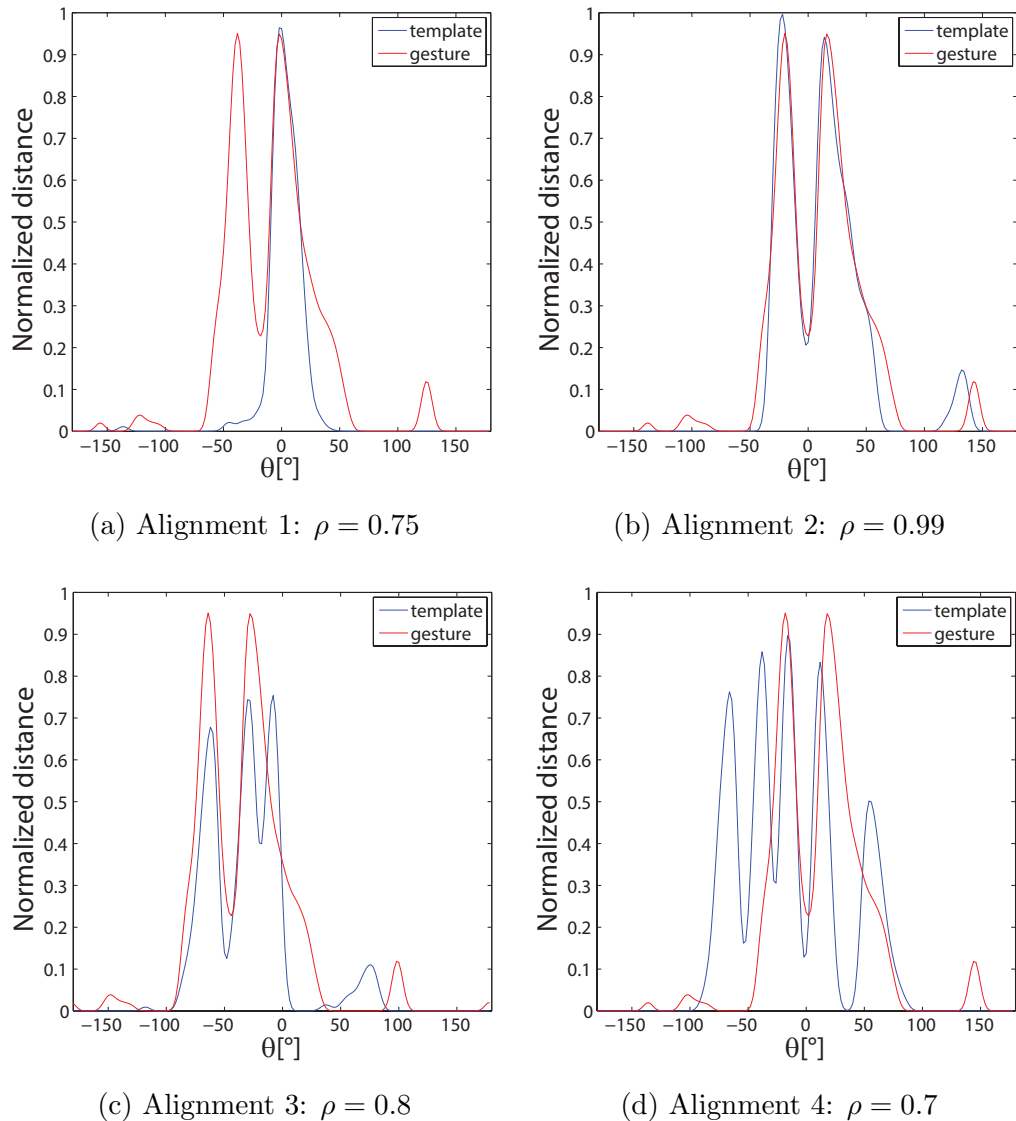 1
0.9
0.8
0.7
0.6
0.5
0.4
0.3
0.2
0.1
0
−150 −100 −50 0 50 100 150
Normalized distance
θ[°]
template
gesture
(a) Alignment 1: ρ = 0.75
1
0.9
0.8
0.7
0.6
0.5
0.4
0.3
0.2
0.1
0
−150 −100 −50 0 50 100 150
Normalized distance
θ[°]
template
gesture
(b) Alignment 2: ρ = 0.99
1
0.9
0.8
0.7
0.6
0.5
0.4
0.3
0.2
0.1
0
−150 −100 −50 0 50 100 150
Normalized distance
θ[°]
template
gesture
(c) Alignment 3: ρ = 0.8
1
0.9
0.8
0.7
0.6
0.5
0.4
0.3
0.2
0.1
0
−150 −100 −50 0 50 100 150
Normalized distance
θ[°]
template
gesture
(d) Alignment 4: ρ = 0.7